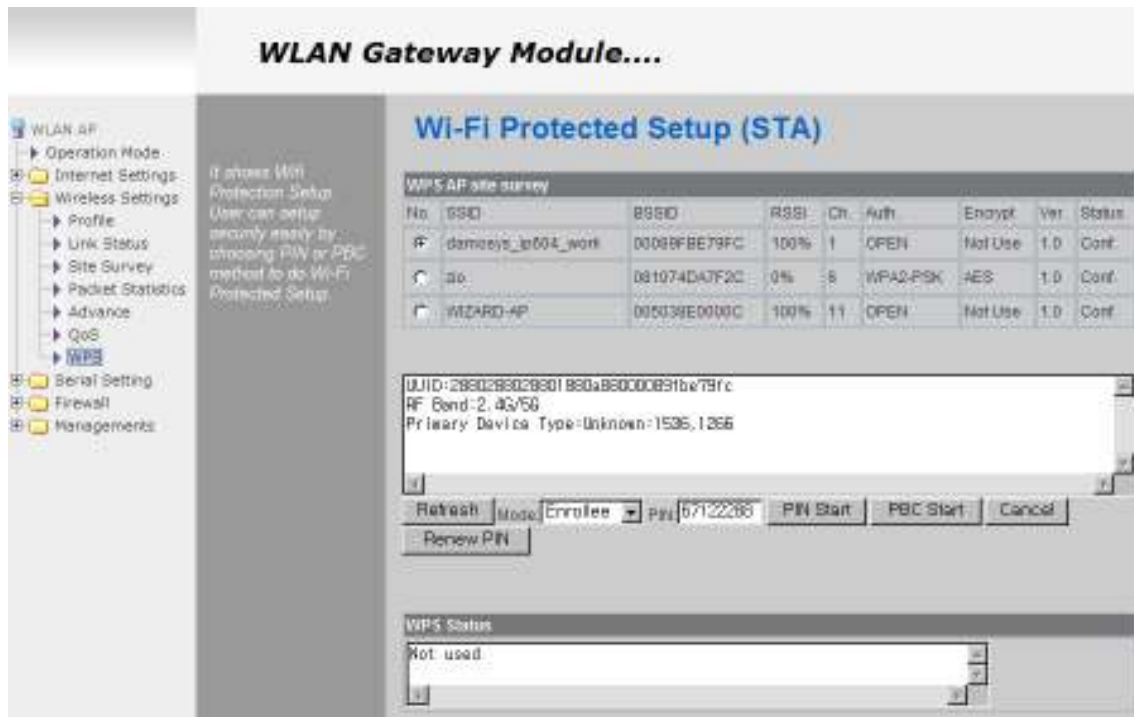 WLAN Gateway Module....
WLAN AP
Operation Mode
Internet Settings
Wireless Settings
Profile
Link Status
Site Survey
Packet Statistics
Advance
QoS
WPS
Serial Setting
Firewall
Managements
It shows Wifi
Protection Setup
User can setup
securily easily by
choosing PIN or PBC
method to do Wi-Fi
Protected Setup
Wi-Fi Protected Setup (STA)
WPS AP site survey
No SSID BSSID RSSI Ch. Auth. Encrypt Ver. Status
100% 1 OPEN Not Use 1.0 Conf.
zio 081074DA7F2C 0% 6 WPA2-PSK AES 1.0 Conf.
WIZARD-AP 005038E0000C 100% 11 OPEN Not Use 1.0 Conf.
RF Band:2.4G/5G
Primary Device Type:Unknown:1536,1266
Refresh Mode: Enrollee PIN: 67122288 PIN Start PBC Start Cancel
Renew PIN
WPS Status
Not used